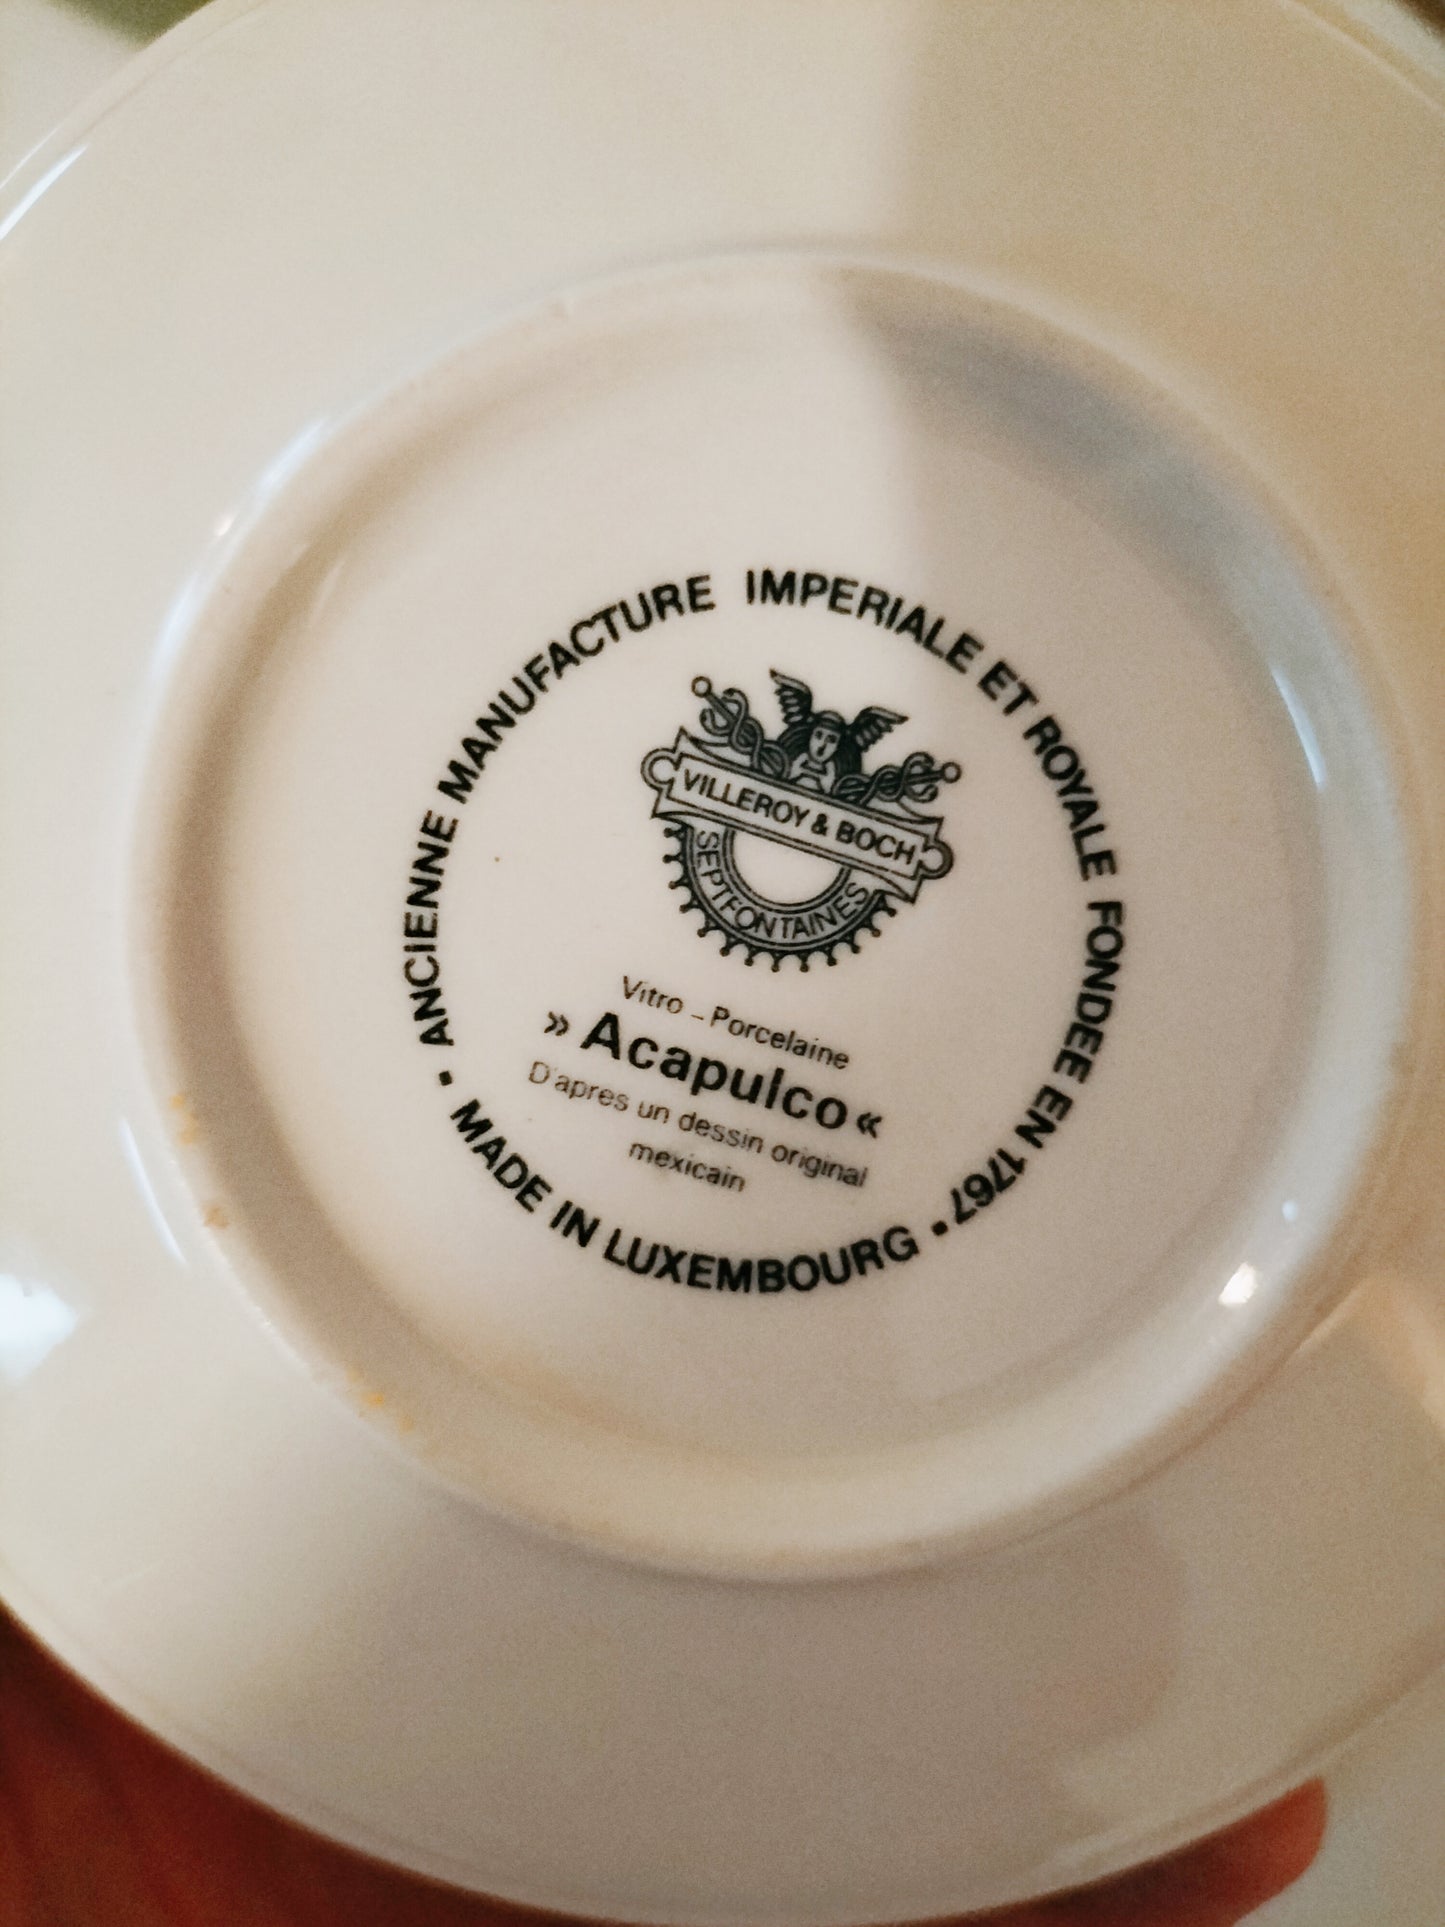 ANCIENNE MANUFACTURE IMPERIALE ET ROYALE FONDEE EN 1767 • MADE IN LUXEMBOURG •
VILLEROY & BOCH
SEPTFONTAINES
Vitro - Porcelaine
» Acapulco «
D'apres un dessin original
mexicain